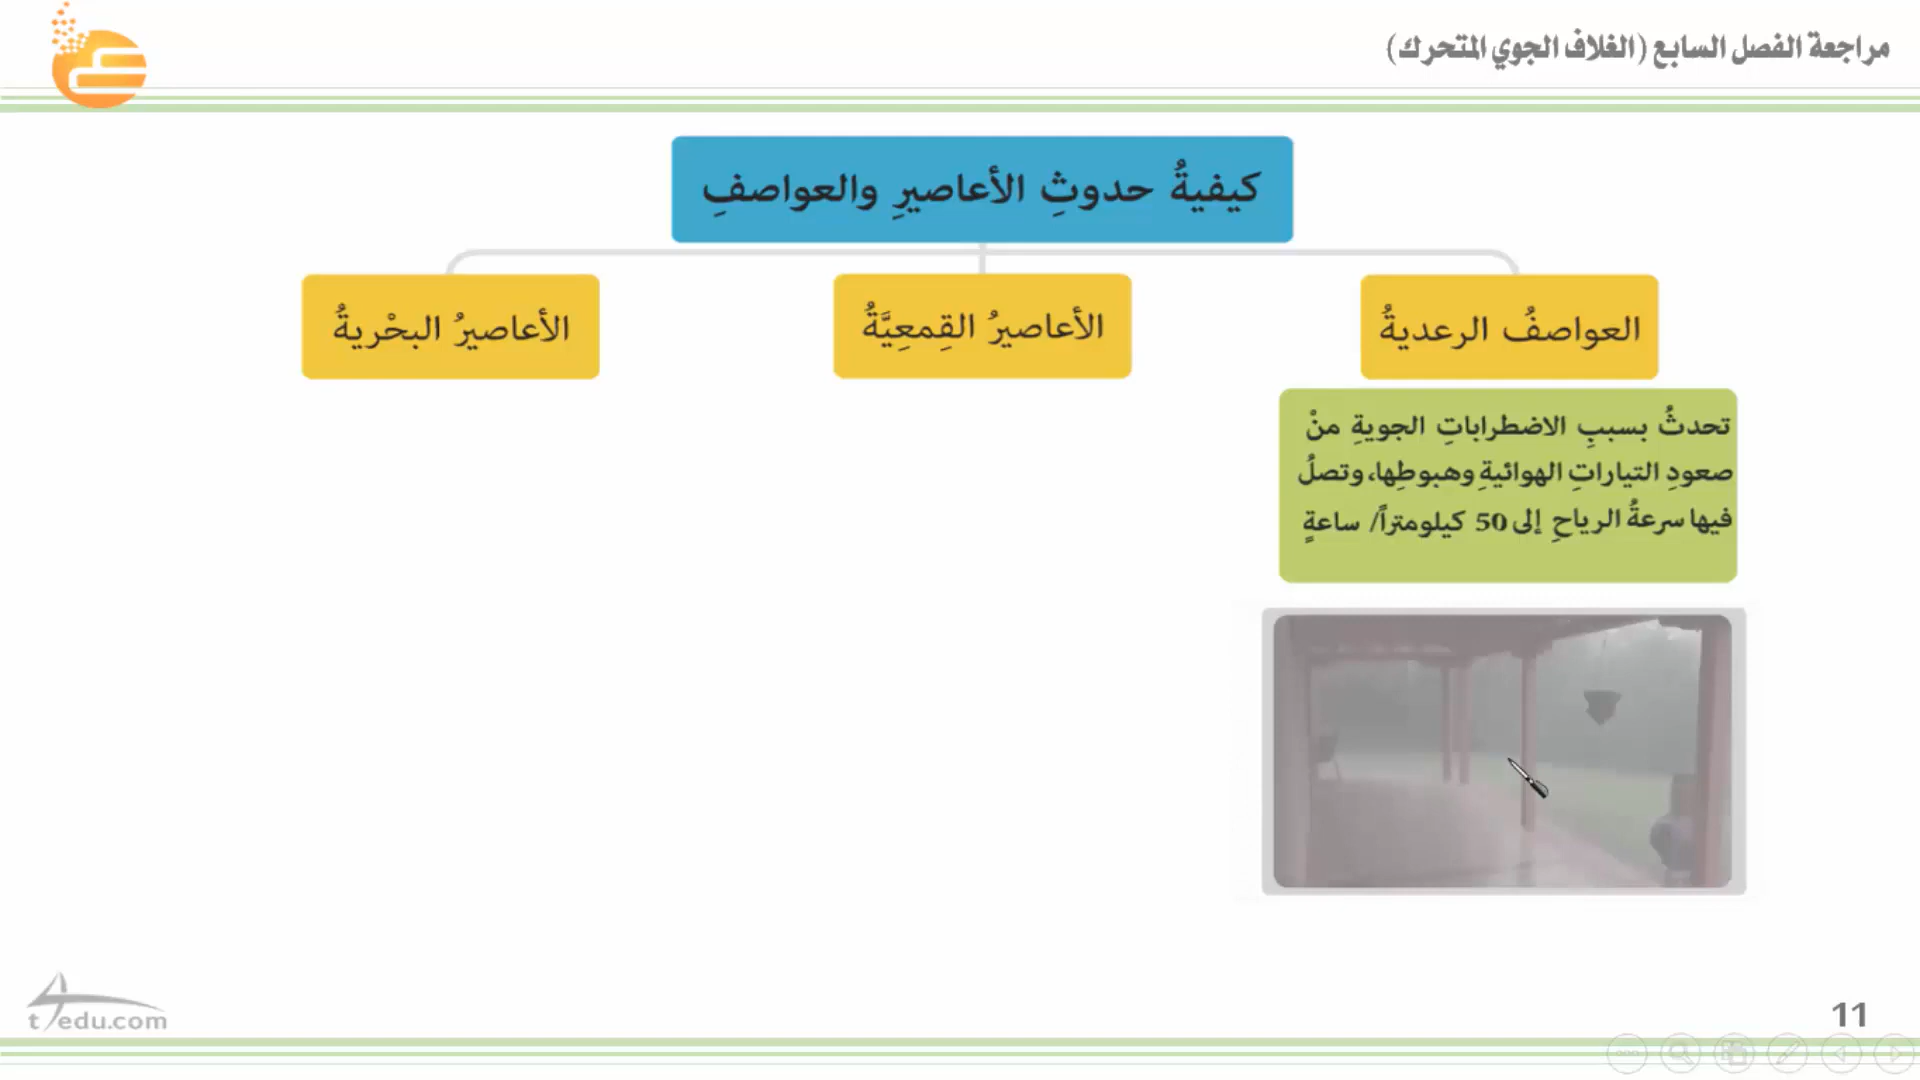 مراجعة الفصل السابع (الغلاف الجوي المتحرك)
كيفيةُ حدوثِ الأعاصيرِ والعواصفِ
العواصفُ الرعديةُ
الأعاصيرُ القِمعِيَّةُ
الأعاصيرُ البحْريةُ
تحدثُ بسببِ الاضطراباتِ الجويةِ منْ
صعودِ التياراتِ الهوائيةِ وهبوطِها، وتصلُ
فيها سرعةُ الرياحِ إلى 50 كيلومتراً/ ساعةٍ
t4edu.com
11